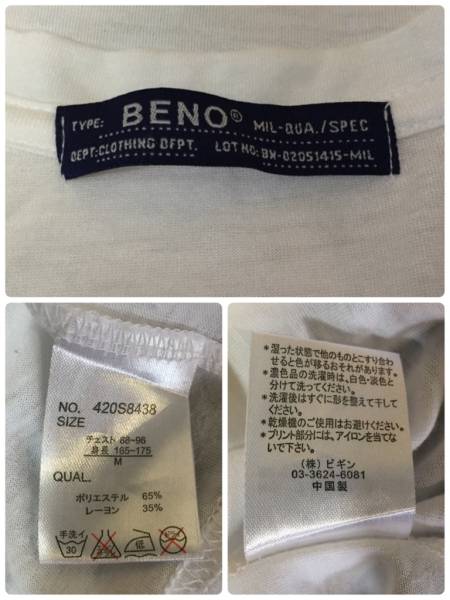 TYPE: BENO® MIL-QUA./SPEC
DEPT:CLOTHING DFPT. LOT NO:BN-02051415-MIL
NO. 420S8438
SIZE
チェスト 88-96
身長 165-175
M
QUAL.
ポリエステル 65%
レーヨン 35%
手洗イ
30
低
*湿った状態で他のものとこすり合わ
せると色が移るおそれがあります。
*濃色品の洗濯時は、白色・淡色と
分けて洗ってください。
*洗濯後はすぐに形を整えて干して
ください。
*乾燥機のご使用はお避けください。
*プリント部分には、アイロンを当てな
いで下さい。
(株) ビギン
03-3624-6081
中国製